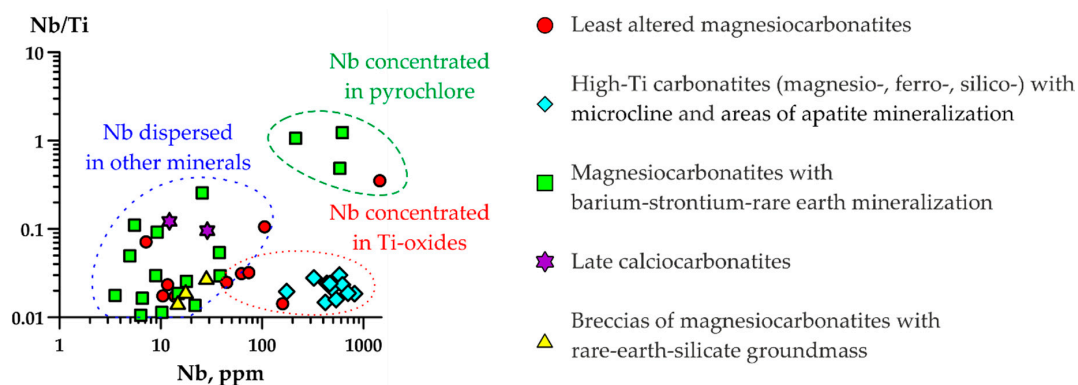 Nb/Ti
10
1
0.1
0.01
1
10
100
1000
Nb, ppm
Nb concentrated
in pyrochlore
Nb dispersed
in other minerals
Nb concentrated
in Ti-oxides
Least altered magnesiocarbonatites
High-Ti carbonatites (magnesio-, ferro-, silico-) with
microcline and areas of apatite mineralization
Magnesiocarbonatites with
barium-strontium-rare earth mineralization
Late calciocarbonatites
Breccias of magnesiocarbonatites with
rare-earth-silicate groundmass